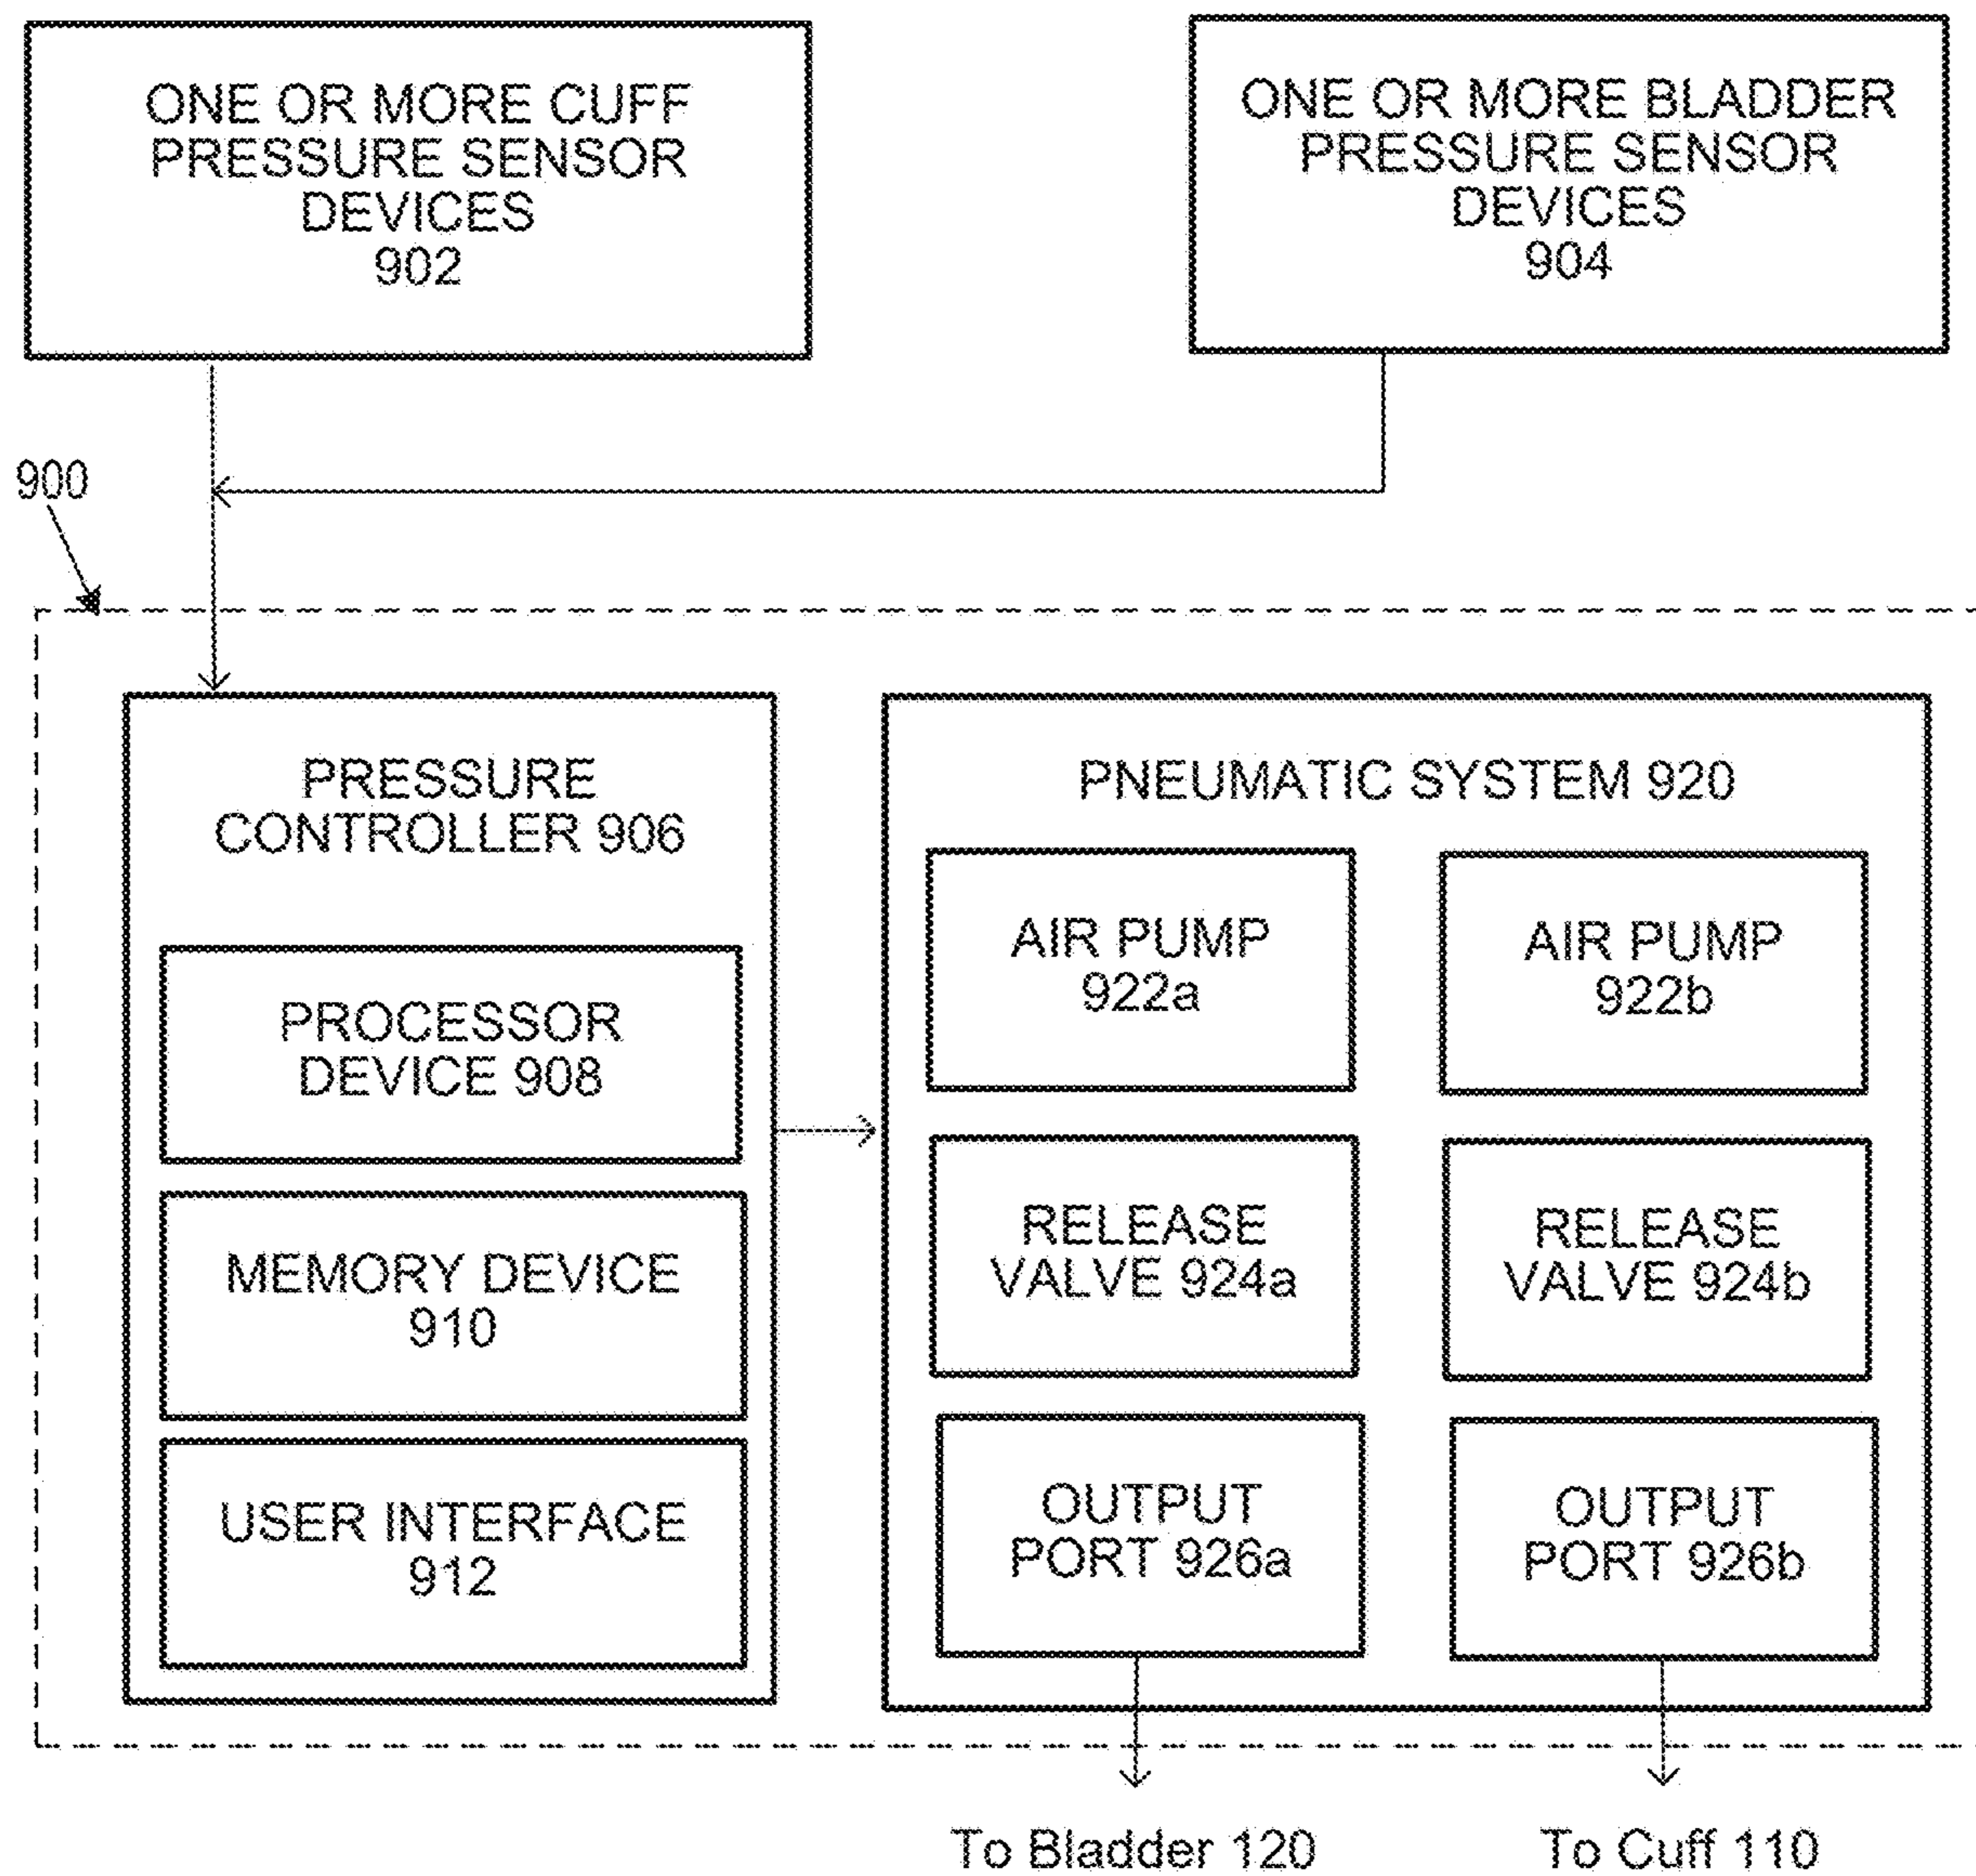 ONE OR MORE CUFF
PRESSURE SENSOR
DEVICES
902
ONE OR MORE BLADDER
PRESSURE SENSOR
DEVICES
904
900
PRESSURE
CONTROLLER 906
PROCESSOR
DEVICE 908
MEMORY DEVICE
910
USER INTERFACE
912
PNEUMATIC SYSTEM 920
AIR PUMP
922a
AIR PUMP
922b
RELEASE
VALVE 924a
RELEASE
VALVE 924b
OUTPUT
PORT 926a
OUTPUT
PORT 926b
To Bladder 120
To Cuff 110